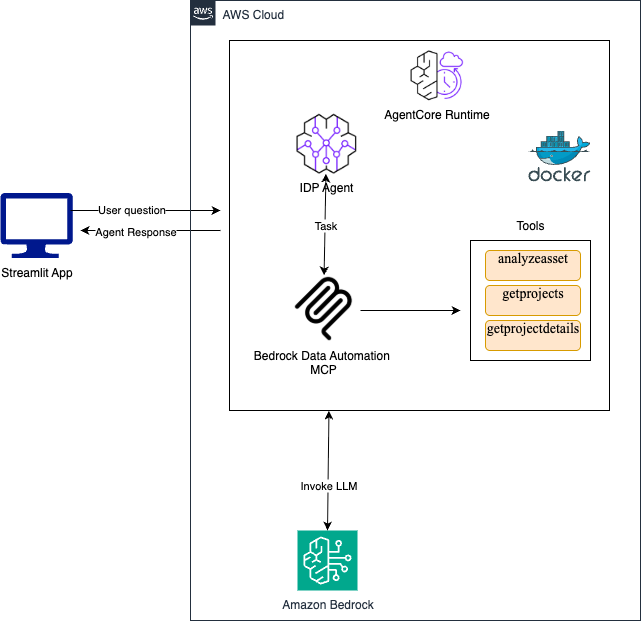 aws
AWS Cloud
AgentCore Runtime
docker
IDP Agent
User question
Agent Response
Streamlit App
Task
Tools
analyzeasset
getprojects
getprojectdetails
Bedrock Data Automation
MCP
Invoke LLM
Amazon Bedrock